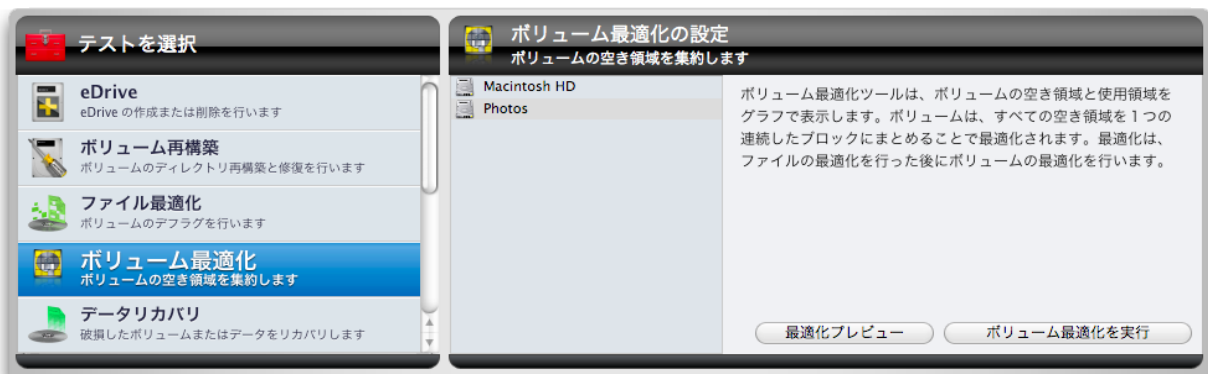 テストを選択
eDrive
eDrive の作成または削除を行います
ボリューム再構築
ボリュームのディレクトリ再構築と修復を行います
ファイル最適化
ボリュームのデフラグを行います
ボリューム最適化
ボリュームの空き領域を集約します
データリカバリ
破損したボリュームまたはデータをリカバリします
ボリューム最適化の設定
ボリュームの空き領域を集約します
Macintosh HD
Photos
ボリューム最適化ツールは、ボリュームの空き領域と使用領域を
グラフで表示します。ボリュームは、すべての空き領域を１つの
連続したブロックにまとめることで最適化されます。最適化は、
ファイルの最適化を行った後にボリュームの最適化を行います。
最適化プレビュー
ボリューム最適化を実行